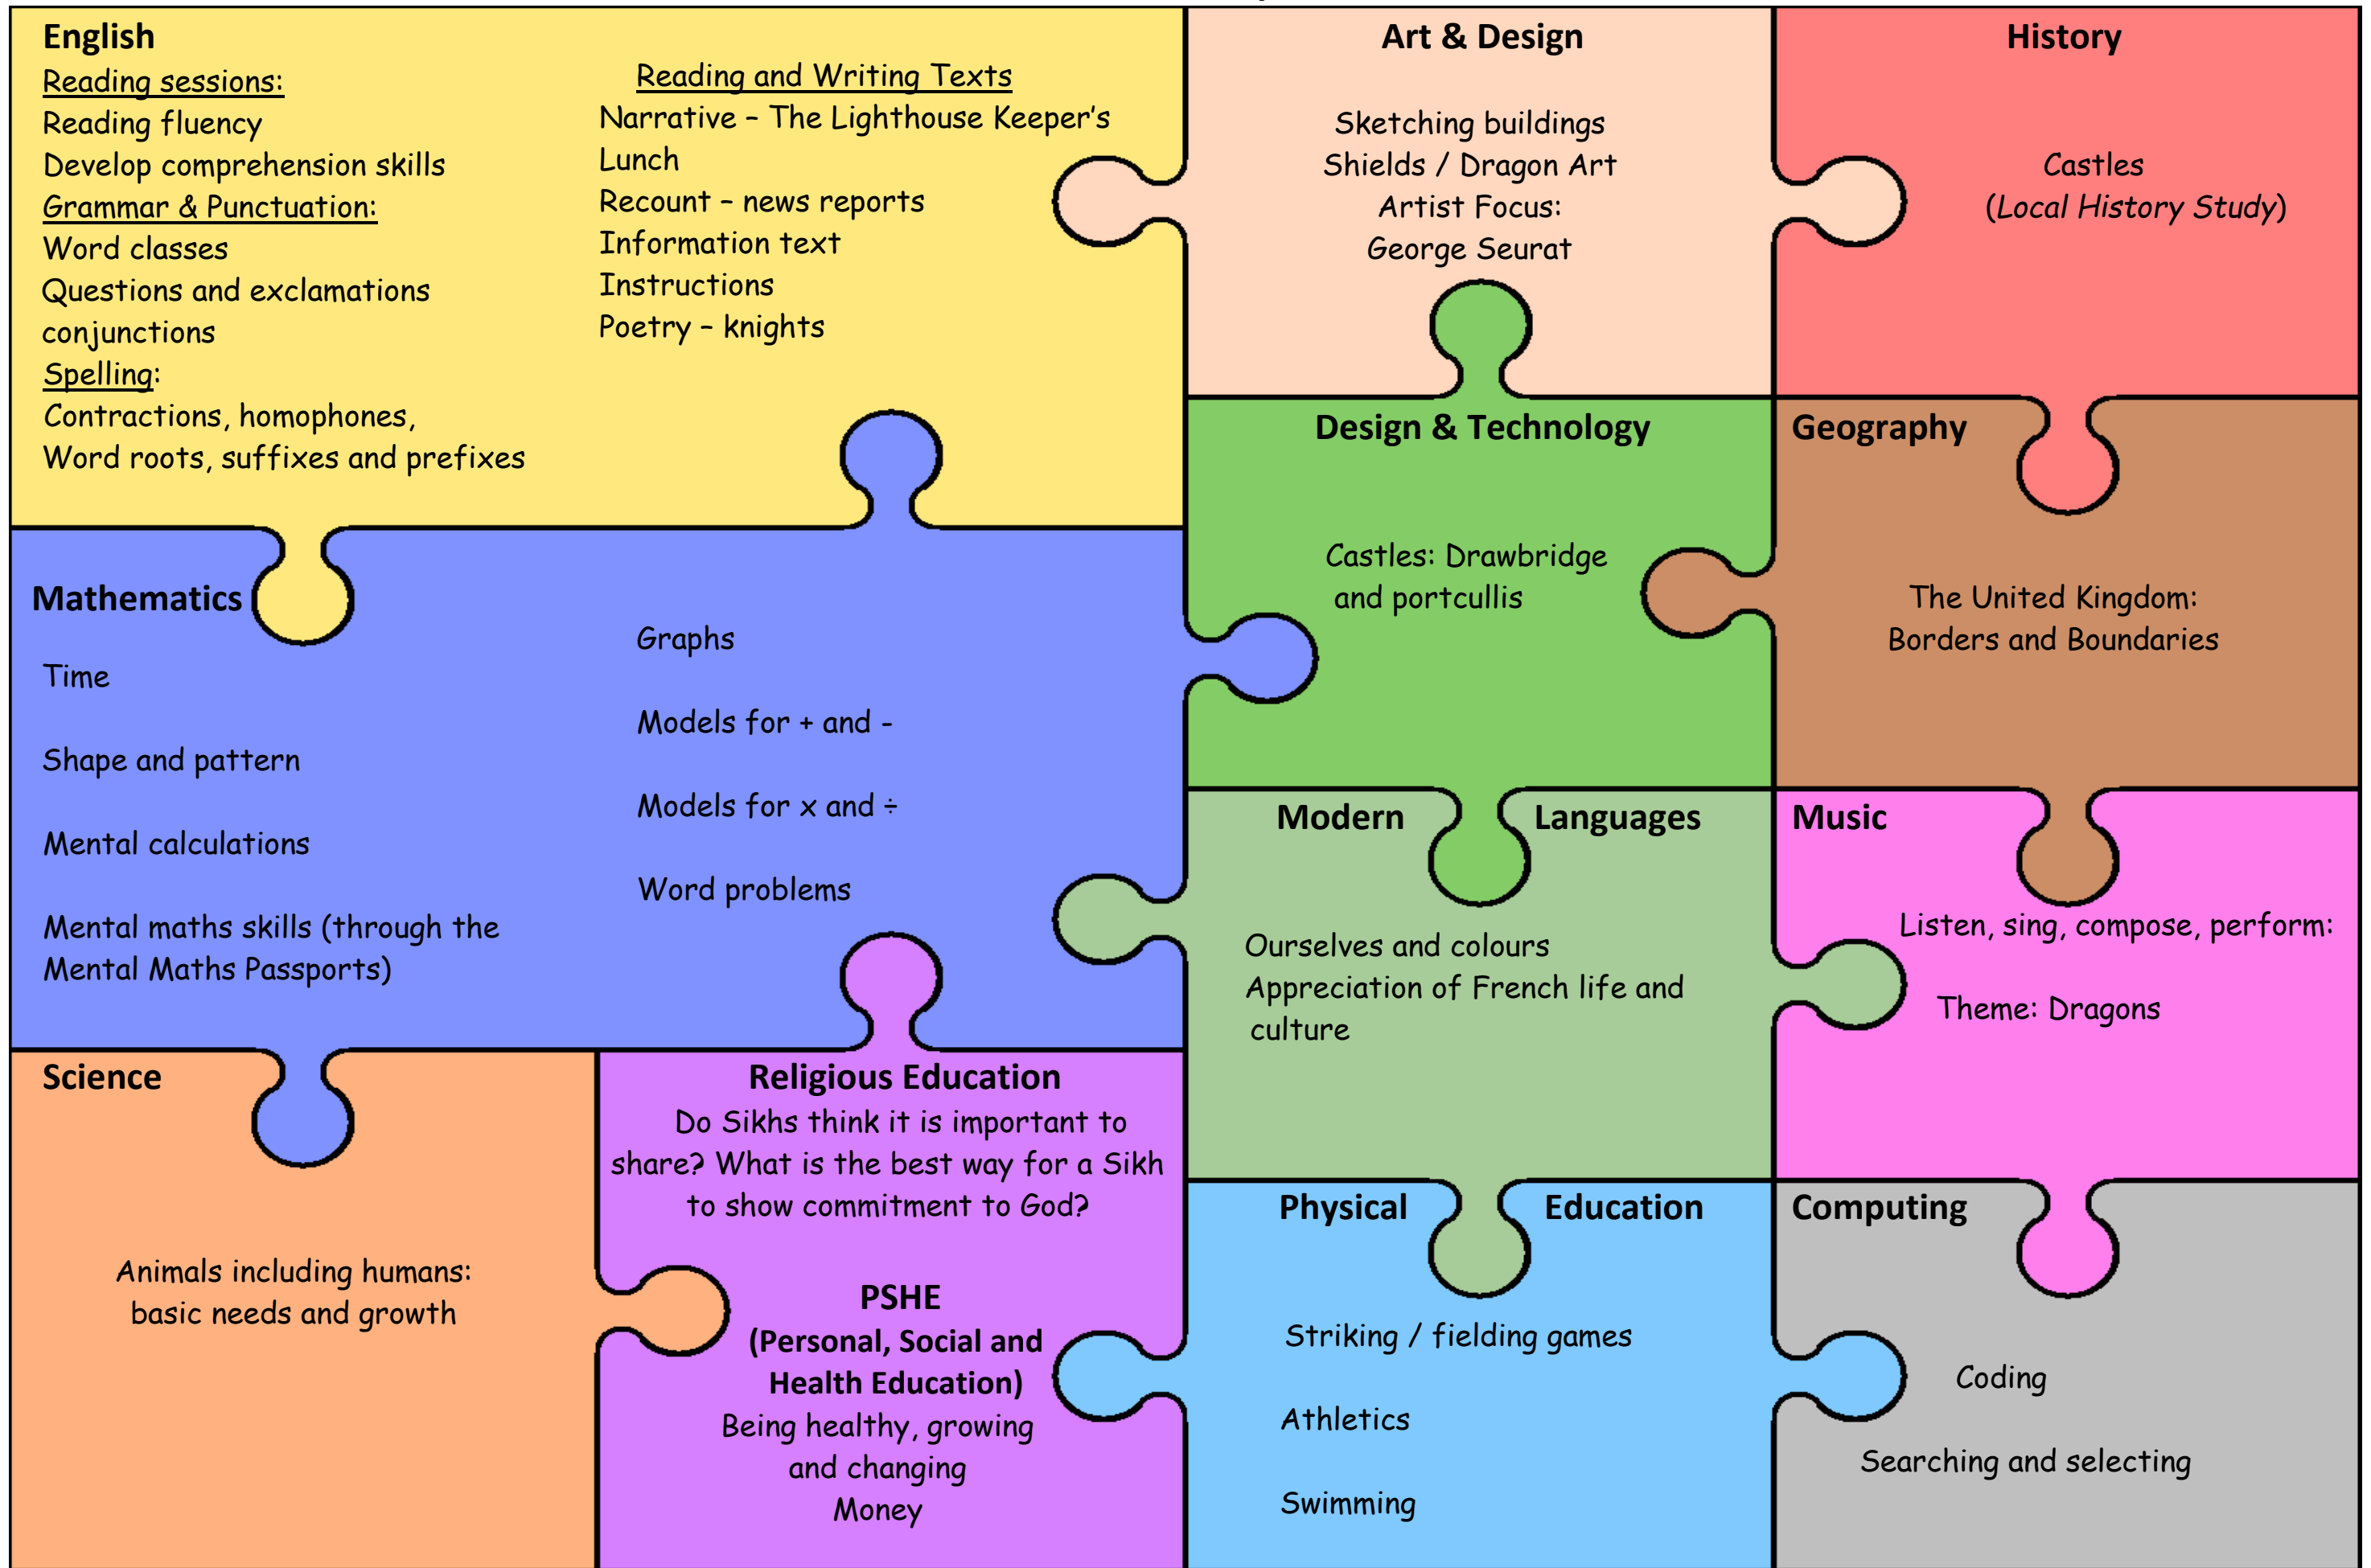 English
Reading sessions:
Reading fluency
Develop comprehension skills
Grammar & Punctuation:
Word classes
Questions and exclamations
conjunctions
Spelling:
Contractions, homophones,
Word roots, suffixes and prefixes
Reading and Writing Texts
Narrative – The Lighthouse Keeper's
Lunch
Recount – news reports
Information text
Instructions
Poetry – knights
Art & Design
Sketching buildings
Shields / Dragon Art
Artist Focus:
George Seurat
History
Castles
(Local History Study)
Mathematics
Time
Shape and pattern
Mental calculations
Mental maths skills (through the
Mental Maths Passports)
Graphs
Models for + and -
Models for x and ÷
Word problems
Design & Technology
Castles: Drawbridge
and portcullis
Geography
The United Kingdom:
Borders and Boundaries
Modern Languages
Ourselves and colours
Appreciation of French life and
culture
Music
Listen, sing, compose, perform:
Theme: Dragons
Science
Animals including humans:
basic needs and growth
Religious Education
Do Sikhs think it is important to
share? What is the best way for a Sikh
to show commitment to God?
PSHE
(Personal, Social and
Health Education)
Being healthy, growing
and changing
Money
Physical Education
Striking / fielding games
Athletics
Swimming
Computing
Coding
Searching and selecting